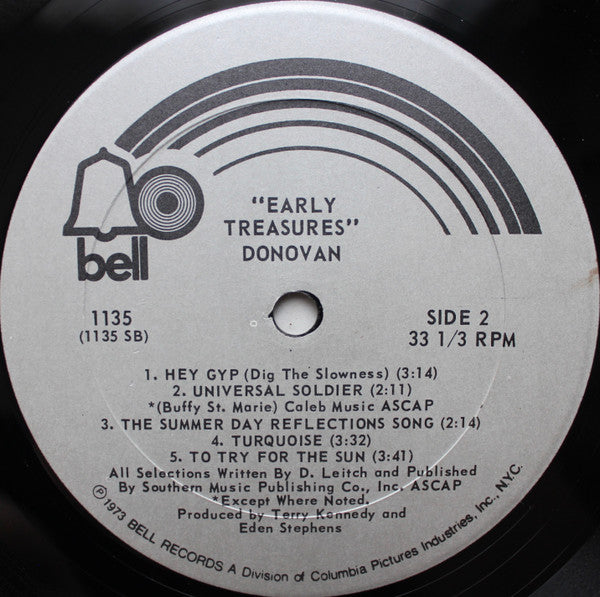 bell
"EARLY
TREASURES"
DONOVAN
1135
(1135 SB)
SIDE 2
33 1/3 RPM
1. HEY GYP (Dig The Slowness) (3:14)
2. UNIVERSAL SOLDIER (2:11)
*(Buffy St. Marie) Caleb Music ASCAP
3. THE SUMMER DAY REFLECTIONS SONG (2:14)
4. TURQUOISE (3:32)
5. TO TRY FOR THE SUN (3:41)
All Selections Written By D. Leitch and Published
By Southern Music Publishing Co., Inc. ASCAP
*Except Where Noted.
Produced by Terry Kennedy and
Eden Stephens
℗ 1973 BELL RECORDS A Division of Columbia Pictures Industries, Inc., NYC.